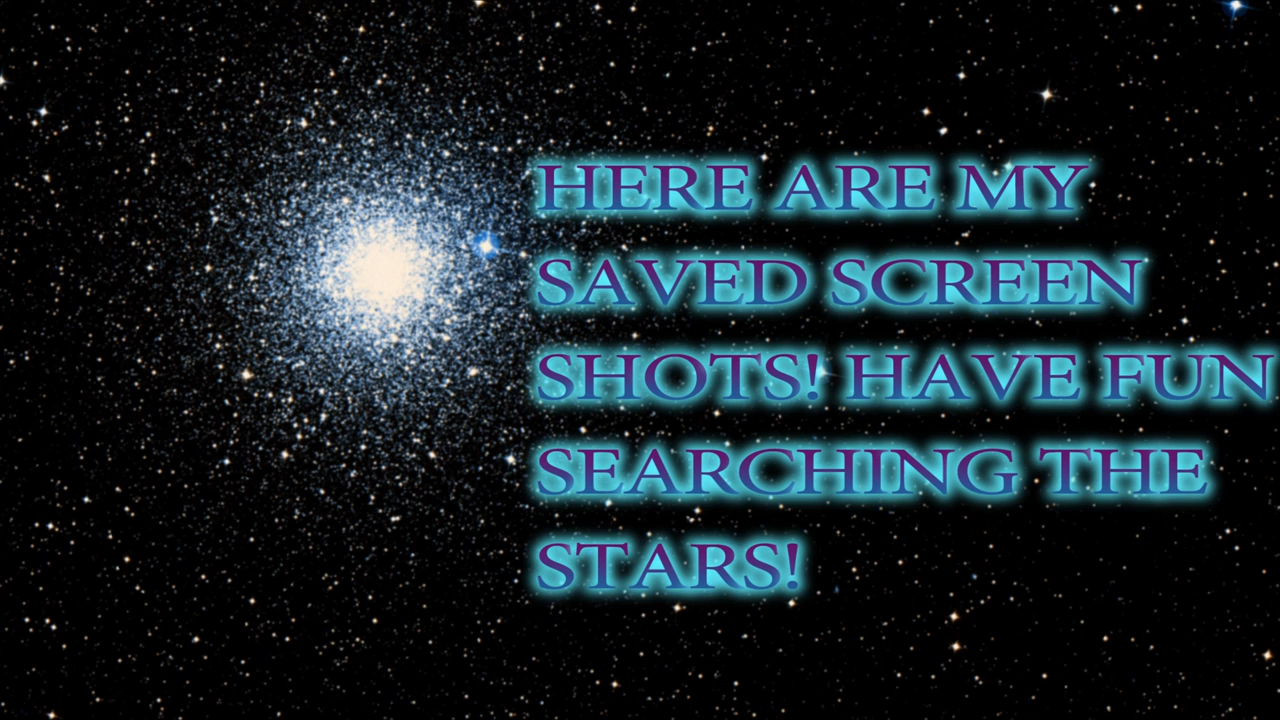 HERE ARE MY
SAVED SCREEN
SHOTS! HAVE FUN
SEARCHING THE
STARS!